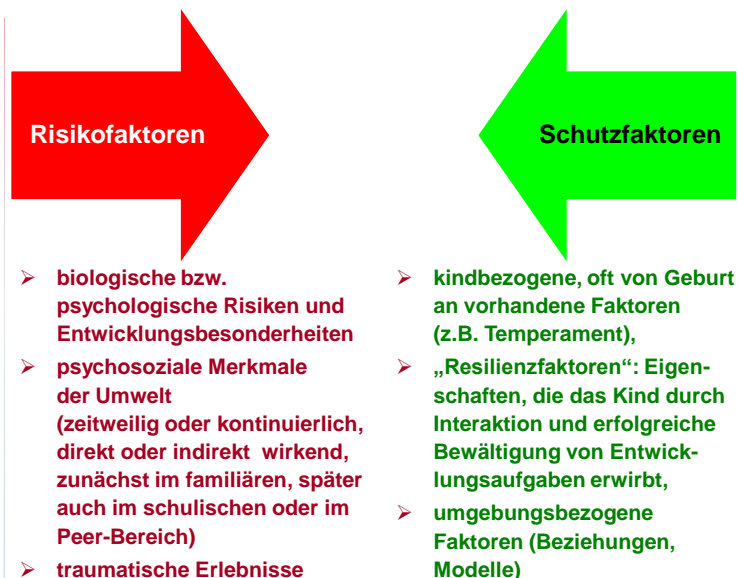 Risikofaktoren
Schutzfaktoren
➢ biologische bzw.
psychologische Risiken und
Entwicklungsbesonderheiten
➢ psychosoziale Merkmale
der Umwelt
(zeitweilig oder kontinuierlich,
direkt oder indirekt wirkend,
zunächst im familiären, später
auch im schulischen oder im
Peer-Bereich)
➢ traumatische Erlebnisse
➢ kindbezogene, oft von Geburt
an vorhandene Faktoren
(z.B. Temperament),
➢ „Resilienzfaktoren“: Eigen-
schaften, die das Kind durch
Interaktion und erfolgreiche
Bewältigung von Entwick-
lungsaufgaben erwirbt,
➢ umgebungsbezogene
Faktoren (Beziehungen,
Modelle)